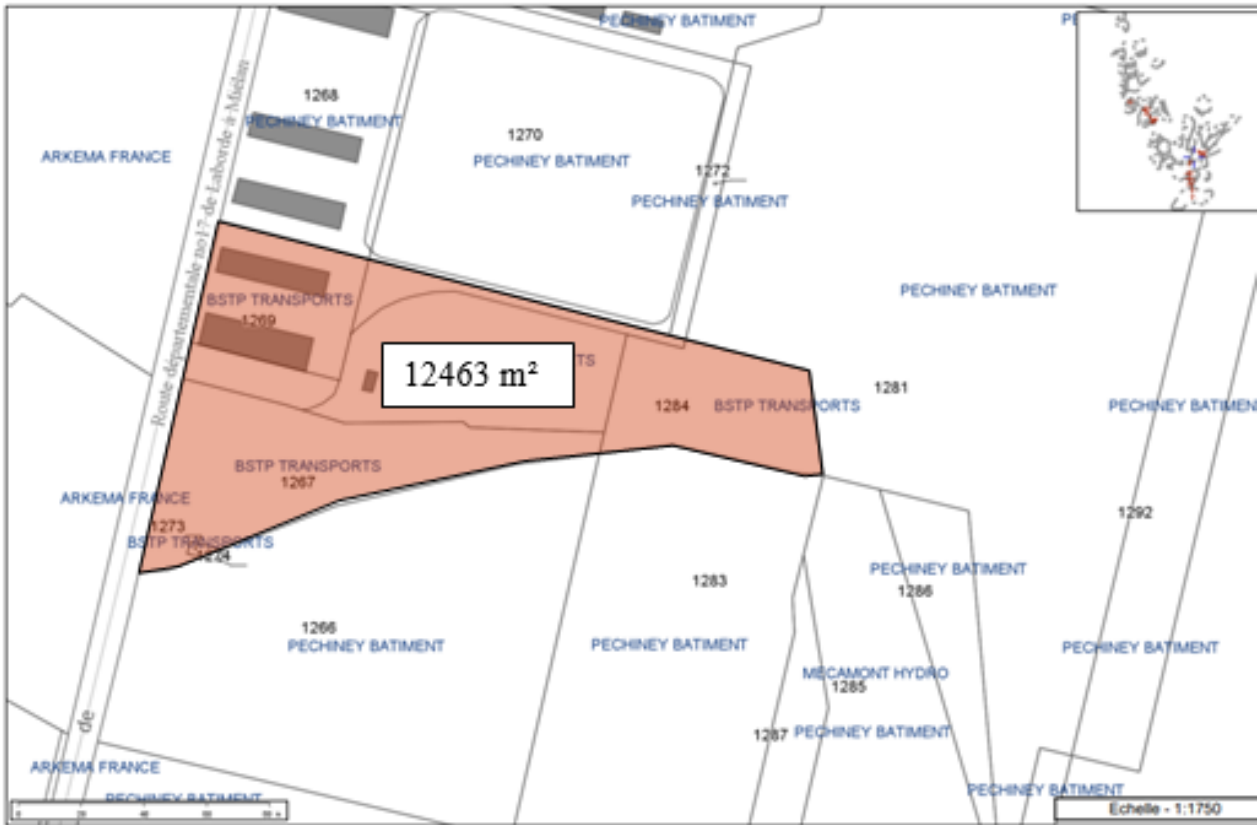 PECHINEY BATIMENT
1268
PECHINEY BATIMENT
1270
PECHINEY BATIMENT
ARKEMA FRANCE
1272
PECHINEY BATIMENT
Route départementale no17 de Laborde à Miélan
PECHINEY BATIMENT
BSTP TRANSPORTS
1269
12463 m²
TS
1281
1284
BSTP TRANSPORTS
PECHINEY BATIMENT
BSTP TRANSPORTS
1267
ARKEMA FRANCE
1273
BSTP TRANSPORTS
1292
1283
PECHINEY BATIMENT
1286
1266
PECHINEY BATIMENT
PECHINEY BATIMENT
PECHINEY BATIMENT
MECAMONT HYDRO
1285
1287
PECHINEY BATIMENT
de
ARKEMA FRANCE
PECHINEY BATIMENT
PECHINEY BATIMENT
Echelle - 1:1750